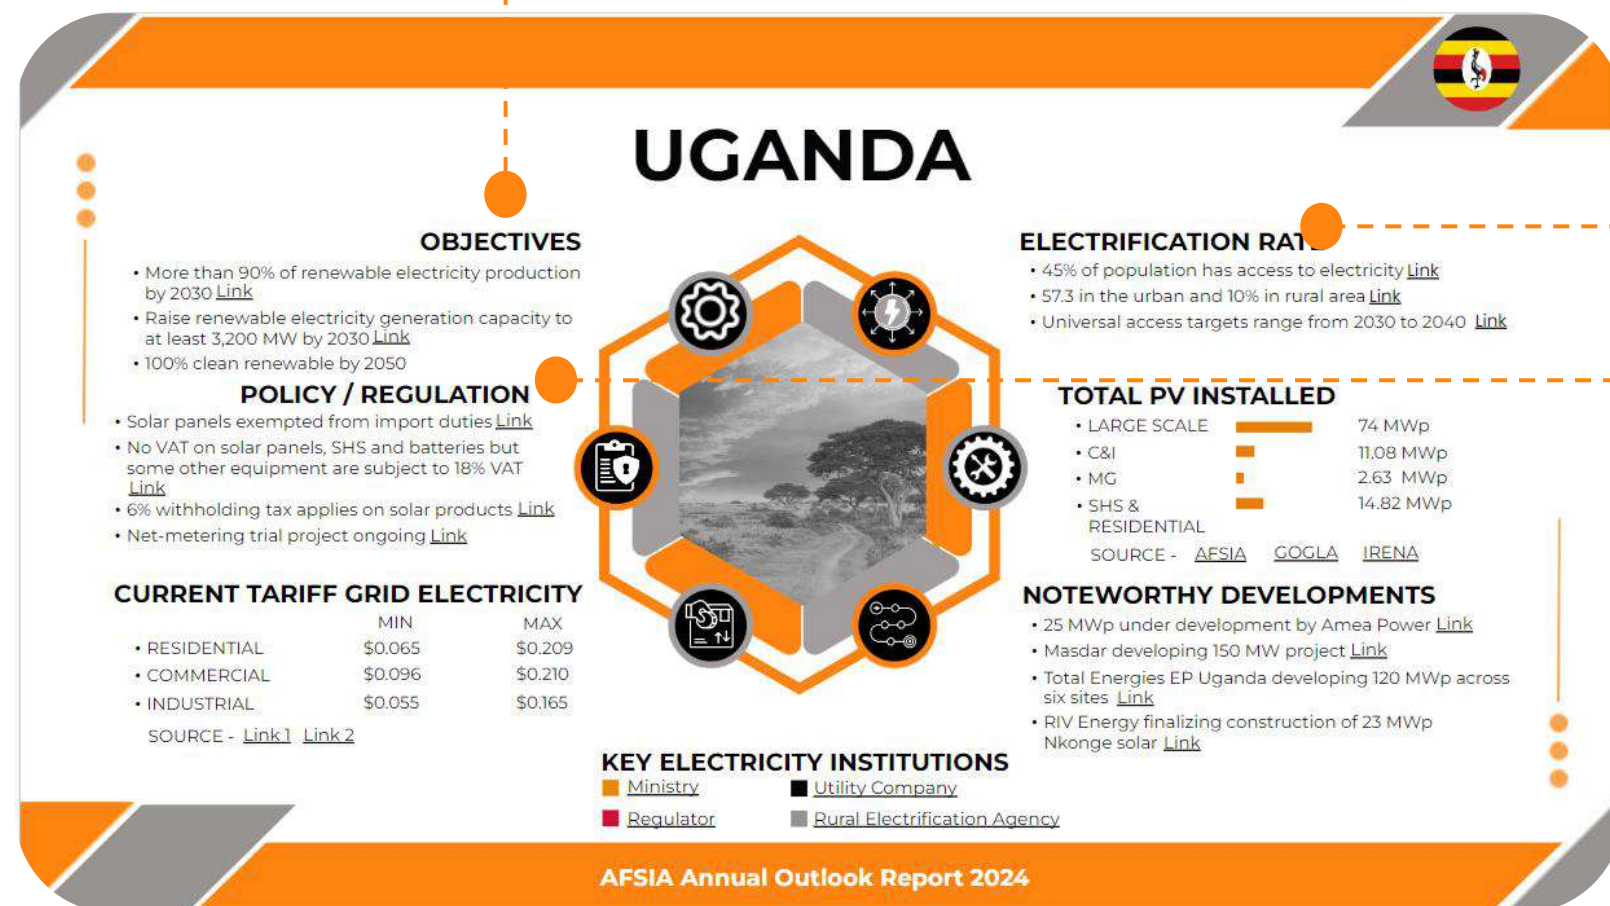 UGANDA
OBJECTIVES
• More than 90% of renewable electricity production
by 2030 Link
• Raise renewable electricity generation capacity to
at least 3,200 MW by 2030 Link
• 100% clean renewable by 2050
POLICY / REGULATION
• Solar panels exempted from import duties Link
• No VAT on solar panels, SHS and batteries but
some other equipment are subject to 18% VAT
Link
• 6% withholding tax applies on solar products Link
• Net-metering trial project ongoing Link
CURRENT TARIFF GRID ELECTRICITY
MIN MAX
• RESIDENTIAL $0.065 $0.209
• COMMERCIAL $0.096 $0.210
• INDUSTRIAL $0.055 $0.165
SOURCE - Link 1 Link 2
ELECTRIFICATION RATE
• 45% of population has access to electricity Link
• 57.3 in the urban and 10% in rural area Link
• Universal access targets range from 2030 to 2040 Link
TOTAL PV INSTALLED
• LARGE SCALE 74 MWp
• C&I 11.08 MWp
• MG 2.63 MWp
• SHS & 14.82 MWp
RESIDENTIAL
SOURCE - AFSIA GOGLA IRENA
NOTEWORTHY DEVELOPMENTS
• 25 MWp under development by Amea Power Link
• Masdar developing 150 MW project Link
• Total Energies EP Uganda developing 120 MWp across
six sites Link
• RIV Energy finalizing construction of 23 MWp
Nkonge solar Link
KEY ELECTRICITY INSTITUTIONS
Ministry Utility Company
Regulator Rural Electrification Agency
AFSIA Annual Outlook Report 2024